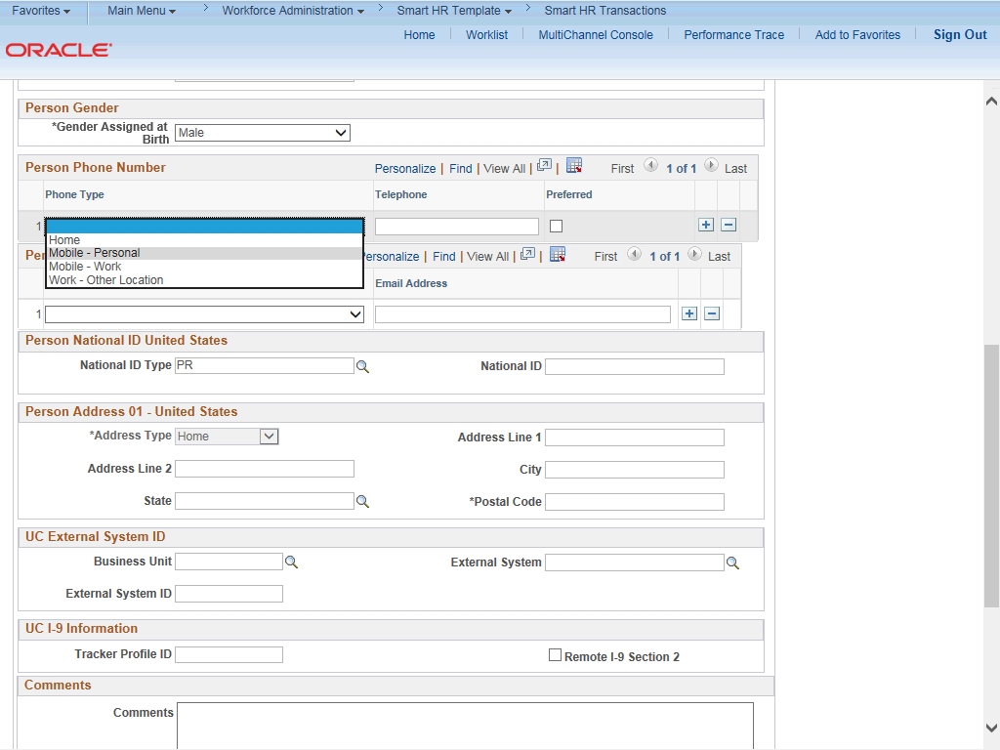 Favorites Main Menu > Workforce Administration > Smart HR Template > Smart HR Transactions
Home Worklist MultiChannel Console Performance Trace Add to Favorites Sign Out
ORACLE
Person Gender
*Gender Assigned at
Birth Male
Person Phone Number Personalize | Find | View All | | First 1 of 1 Last
Phone Type Telephone Preferred
1
Home
Mobile - Personal
Mobile - Work
Work - Other Location
Per ersonalize | Find | View All | | First 1 of 1 Last
Email Address
1
Person National ID United States
National ID Type PR National ID
Person Address 01 - United States
*Address Type Home Address Line 1
Address Line 2 City
State *Postal Code
UC External System ID
Business Unit External System
External System ID
UC I-9 Information
Tracker Profile ID Remote I-9 Section 2
Comments
Comments